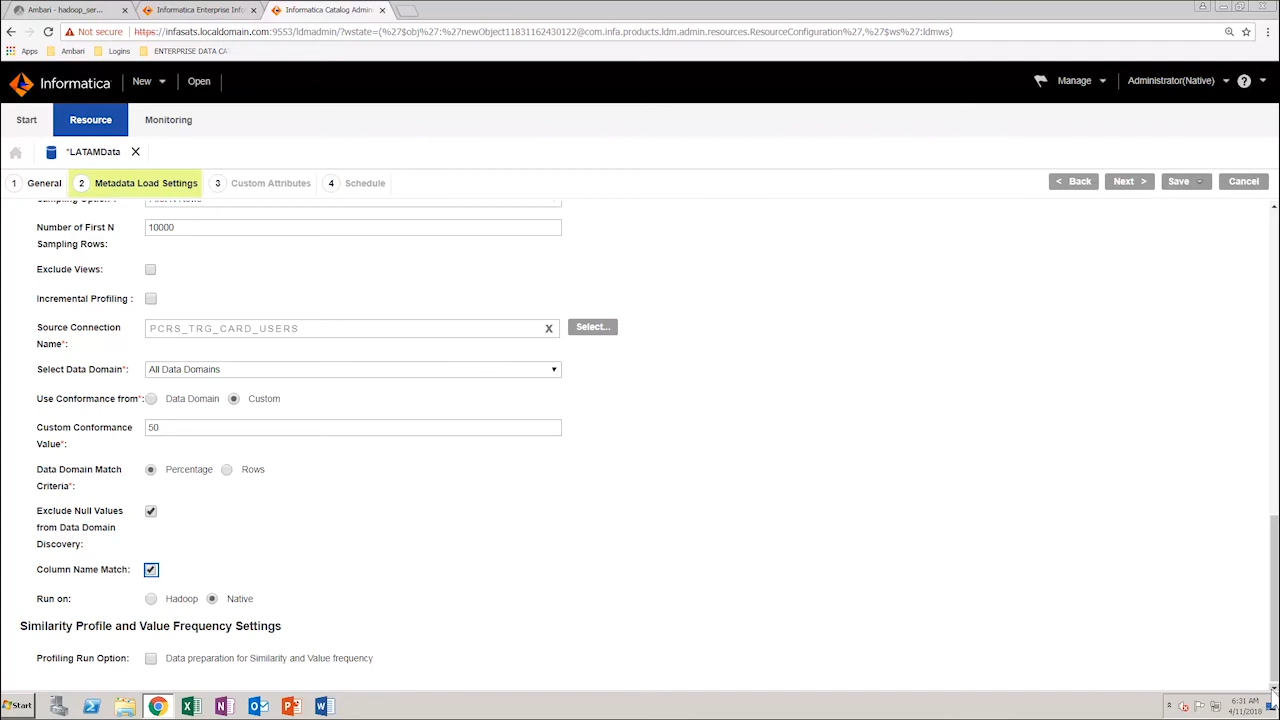 Ambari - hadoop_ser...
Informatica Enterprise Info
Informatica Catalog Admin
Not secure
https://infasats.localdomain.com:9553/ldmadmin/?wstate=(%27$obj%27:%27newObject11831162430122@com.infa.products.ldm.admin.resources.ResourceConfiguration%27,%27$ws%27:ldmws)
Apps
Ambari
Logins
ENTERPRISE DATA CA
Informatica
New
Open
Manage
Administrator(Native)
?
Start
Resource
Monitoring
*LATAMData X
1 General
2 Metadata Load Settings
3 Custom Attributes
4 Schedule
< Back
Next >
Save
Cancel
Sampling Option*:
First N Rows
Number of First N
Sampling Rows:
10000
Exclude Views:
Incremental Profiling :
Source Connection
Name*:
PCRS_TRG_CARD_USERS
X
Select...
Select Data Domain*:
All Data Domains
Use Conformance from*:
Data Domain
Custom
Custom Conformance
Value*:
50
Data Domain Match
Criteria*:
Percentage
Rows
Exclude Null Values
from Data Domain
Discovery:
Column Name Match:
Run on:
Hadoop
Native
Similarity Profile and Value Frequency Settings
Profiling Run Option:
Data preparation for Similarity and Value frequency
Start
6:31 AM
4/11/2018